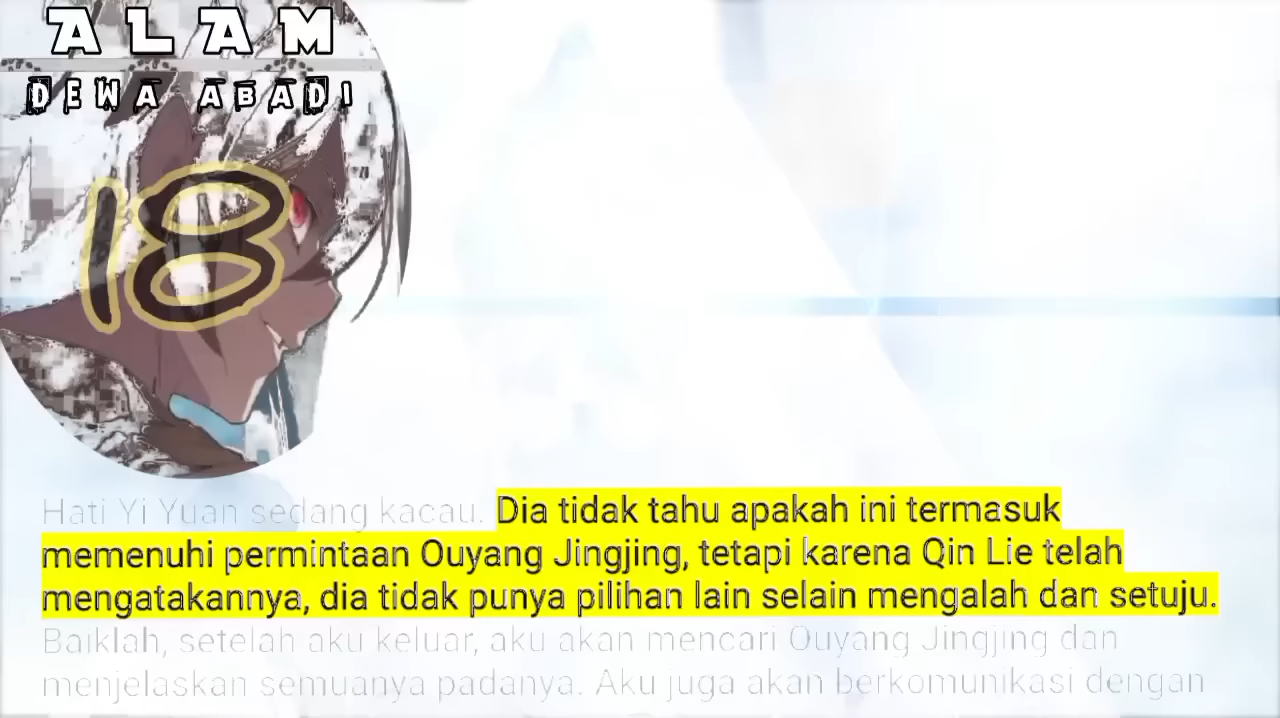 ALAM
DEWA ABADI
18
Hati Yi Yuan sedang kacau. Dia tidak tahu apakah ini termasuk
memenuhi permintaan Ouyang Jingjing, tetapi karena Qin Lie telah
mengatakannya, dia tidak punya pilihan lain selain mengalah dan setuju.
Baiklah, setelah aku keluar, aku akan mencari Ouyang Jingjing dan
menjelaskan semuanya padanya. Aku juga akan berkomunikasi dengan